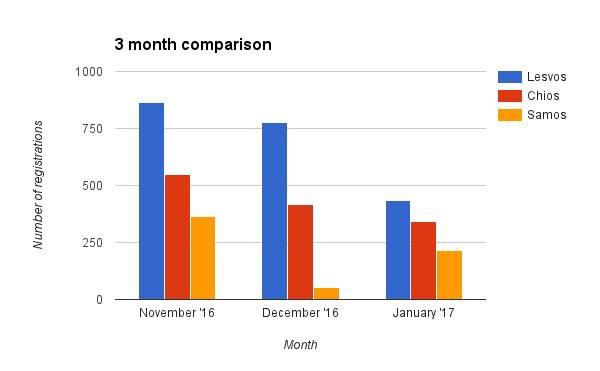 3 month comparison
1000
750
500
250
0
Number of registrations
November '16
December '16
January '17
Month
Lesvos
Chios
Samos